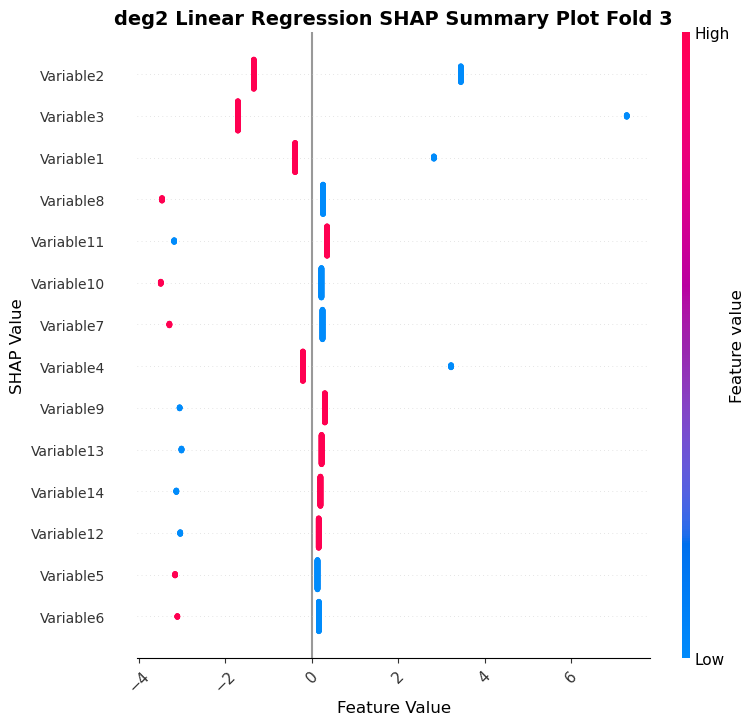 deg2 Linear Regression SHAP Summary Plot Fold 3
High
Variable2
Variable3
Variable1
Variable8
Variable11
Variable10
Variable7
Variable4
Variable9
Variable13
Variable14
Variable12
Variable5
Variable6
SHAP Value
Feature value
Low
−4
−2
0
2
4
6
Feature Value